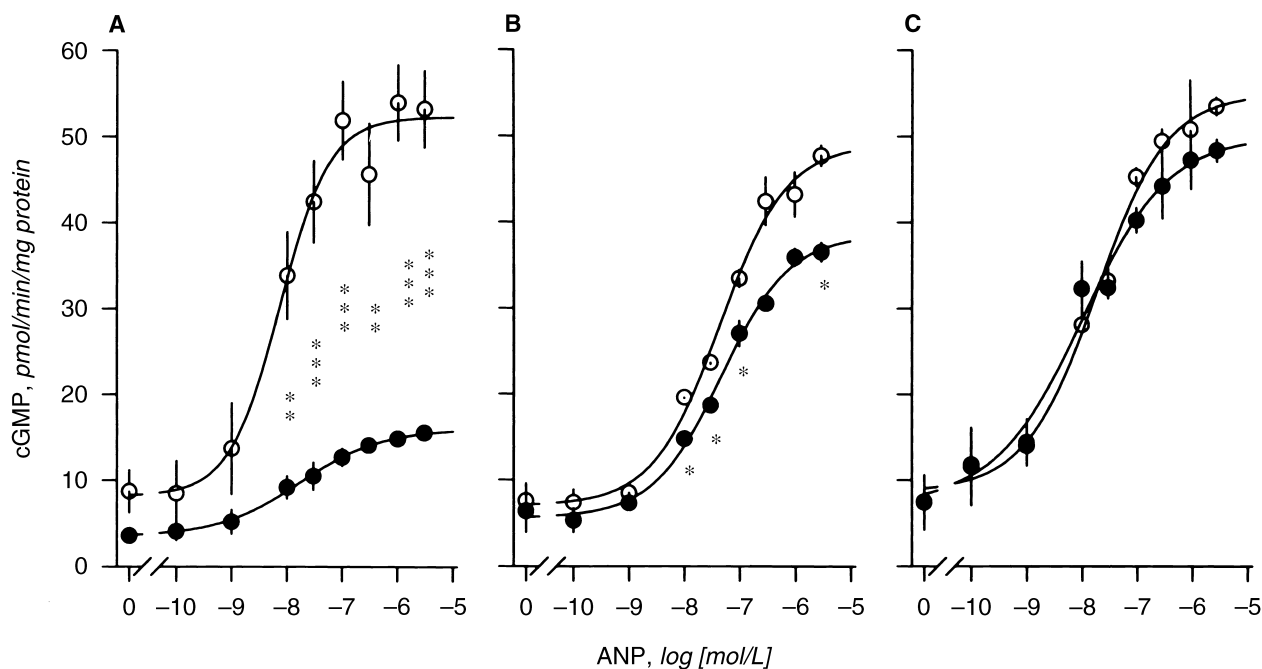 A B C
60
50
40
30
20
10
0
cGMP, pmol/min/mg protein
** *** *** ** *** ***
* * * *
0 –10 –9 –8 –7 –6 –5 0 –10 –9 –8 –7 –6 –5 0 –10 –9 –8 –7 –6 –5
ANP, log [mol/L]